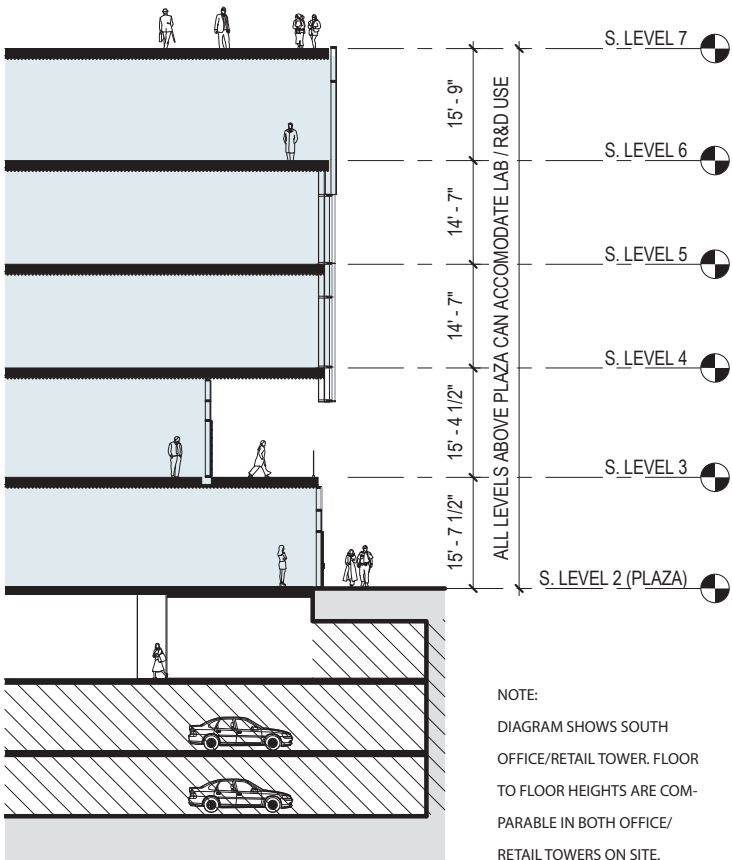 S. LEVEL 7
15' - 9"
S. LEVEL 6
14' - 7"
S. LEVEL 5
14' - 7"
S. LEVEL 4
15' - 4 1/2"
S. LEVEL 3
15' - 7 1/2"
S. LEVEL 2 (PLAZA)
ALL LEVELS ABOVE PLAZA CAN ACCOMODATE LAB / R&D USE
NOTE:
DIAGRAM SHOWS SOUTH
OFFICE/RETAIL TOWER. FLOOR
TO FLOOR HEIGHTS ARE COM-
PARABLE IN BOTH OFFICE/
RETAIL TOWERS ON SITE.